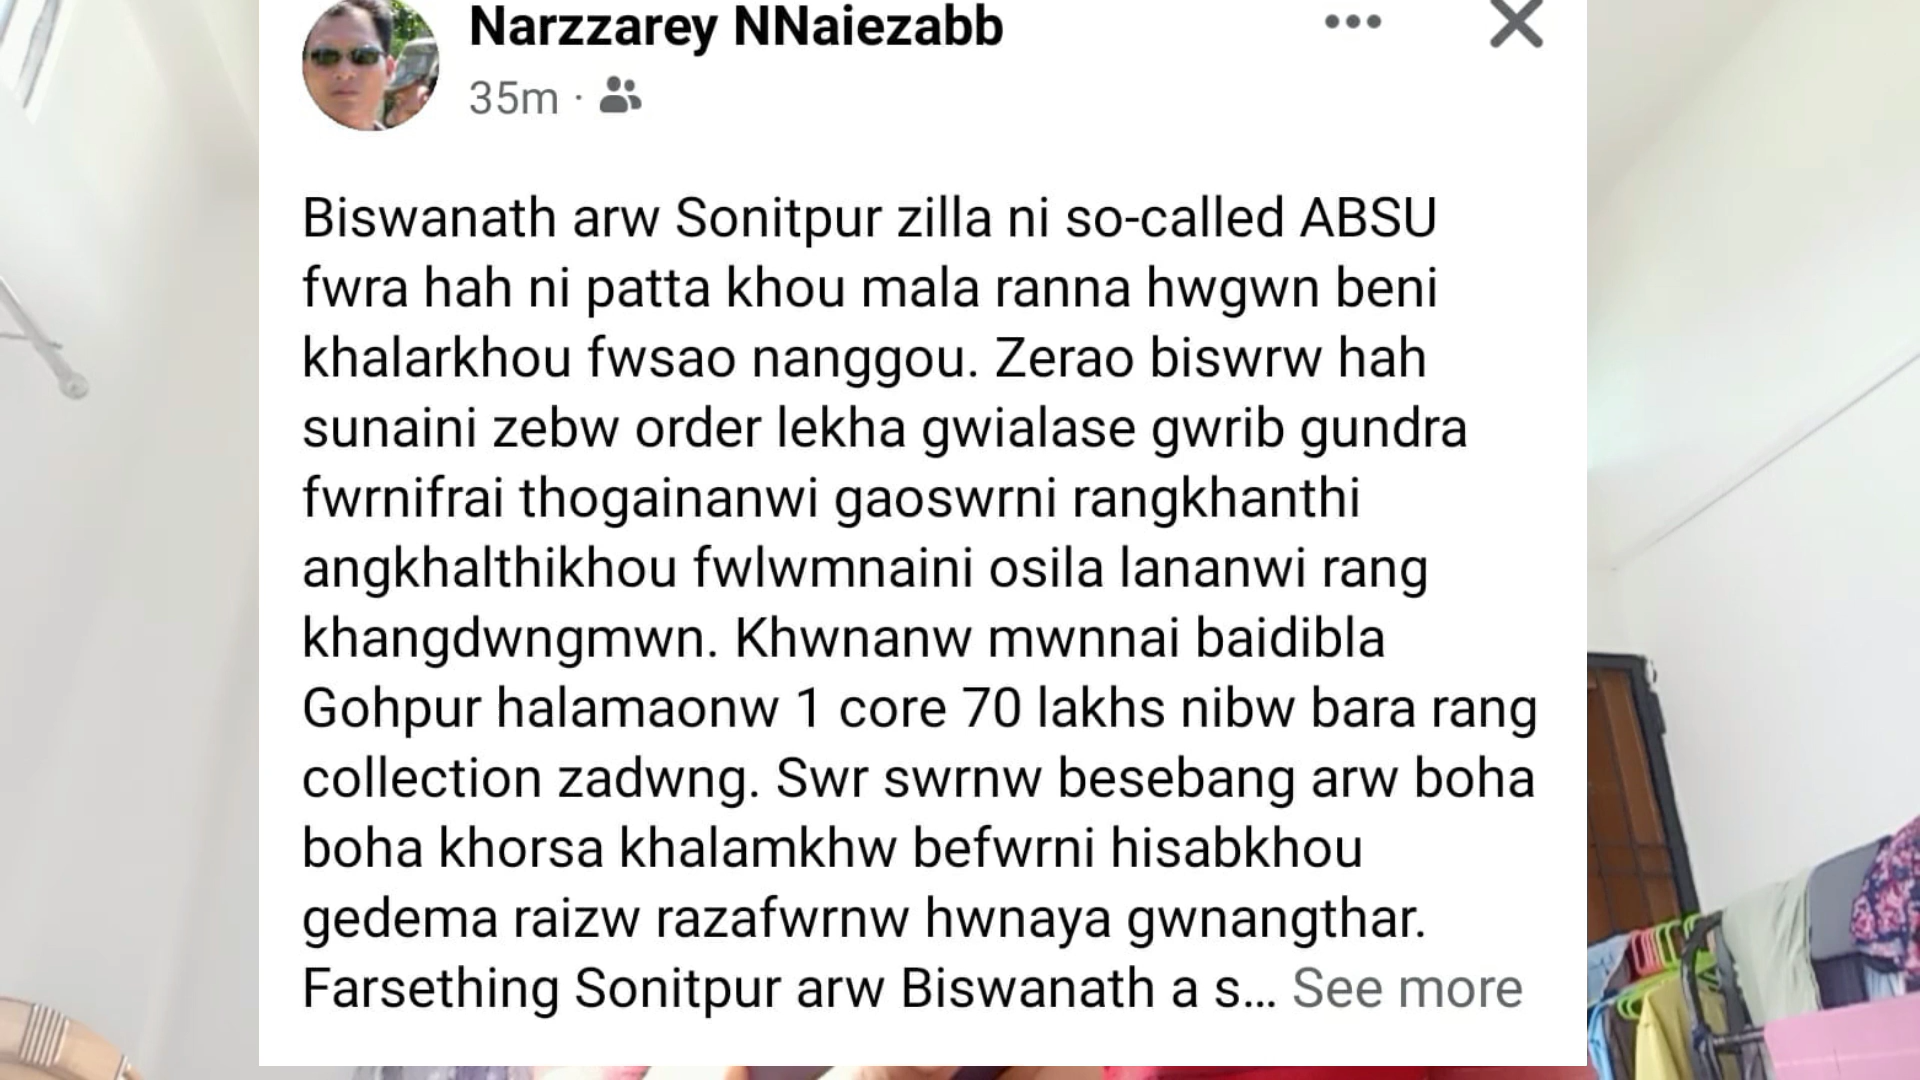 Narzzarey NNaiezabb
35m ·
Biswanath arw Sonitpur zilla ni so-called ABSU
fwra hah ni patta khou mala ranna hwgwn beni
khalarkhou fwsao nanggou. Zerao biswrw hah
sunaini zebw order lekha gwialase gwrib gundra
fwrnifrai thogainanwi gaoswrni rangkhanthi
angkhalthikhou fwlwmnaini osila lananwi rang
khangdwngmwn. Khwnanw mwnnai baidibla
Gohpur halamaonw 1 core 70 lakhs nibw bara rang
collection zadwng. Swr swrnw besebang arw boha
boha khorsa khalamkhw befwrni hisabkhou
gedema raizw razafwrnw hwnaya gwnangthar.
Farsething Sonitpur arw Biswanath a s... See more